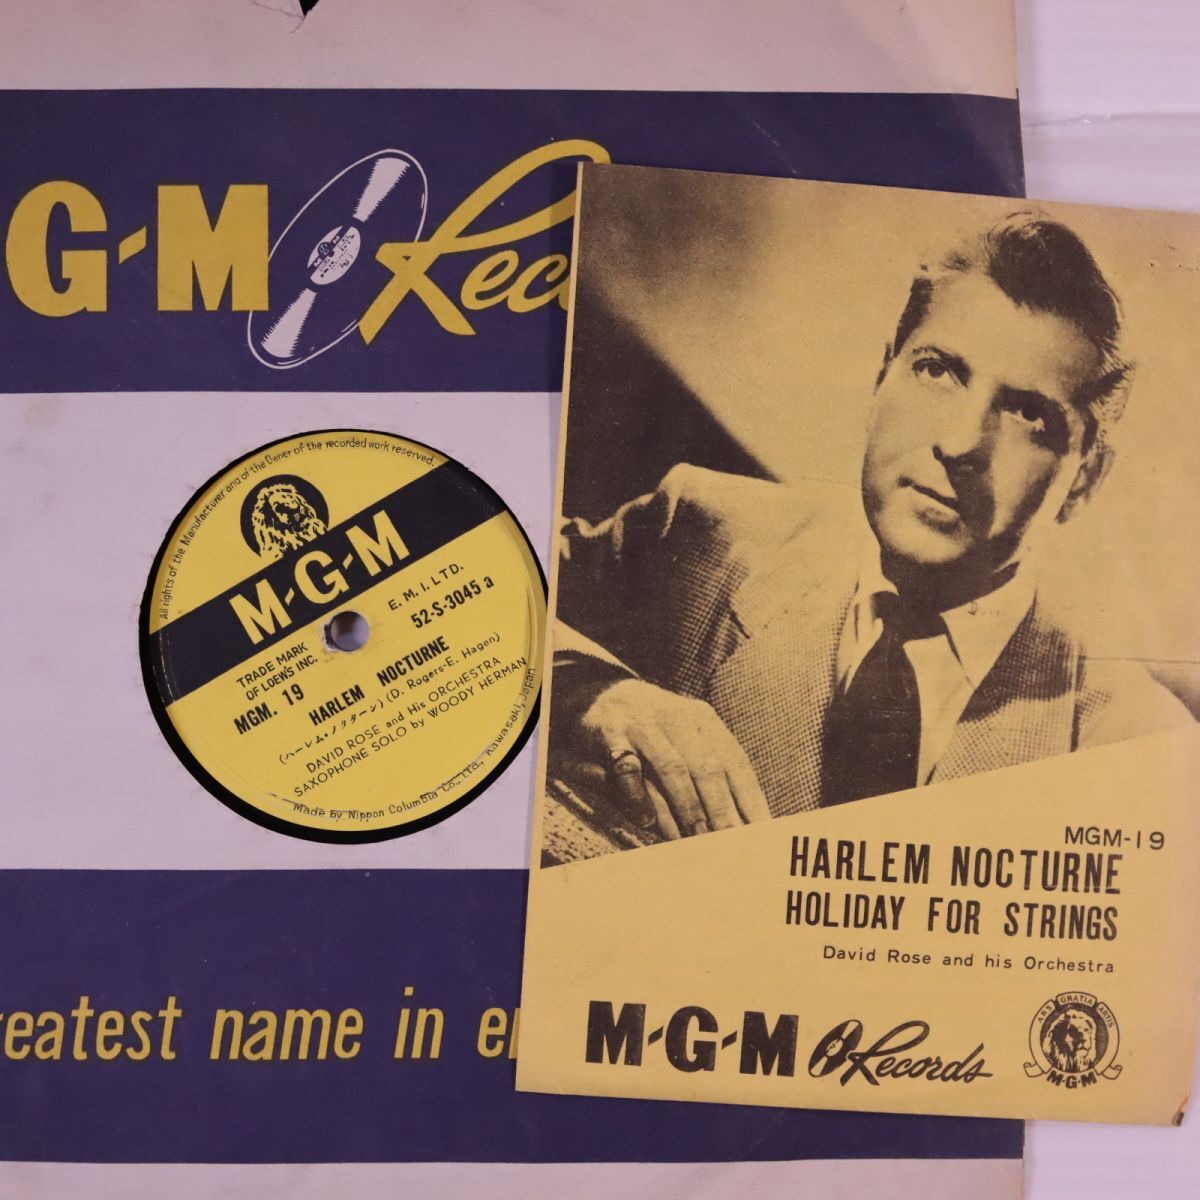 G-M Rec
All rights of the Manufacturer and of the Owner of the recorded work reserved.
M-G-M
E. M. I. LTD.
52-S-3045 a
TRADE MARK
OF LOEW'S INC.
MGM. 19
HARLEM NOCTURNE
(ハーレム・ノクターン) (D. Rogers-E. Hagen)
DAVID ROSE and His ORCHESTRA
SAXOPHONE SOLO by WOODY HERMAN
Made by Nippon Columbia Co., Ltd., Kawasaki, Japan
reatest name in e
MGM-19
HARLEM NOCTURNE
HOLIDAY FOR STRINGS
David Rose and his Orchestra
M-G-M Records
ARS GRATIA ARTIS
M-G-M